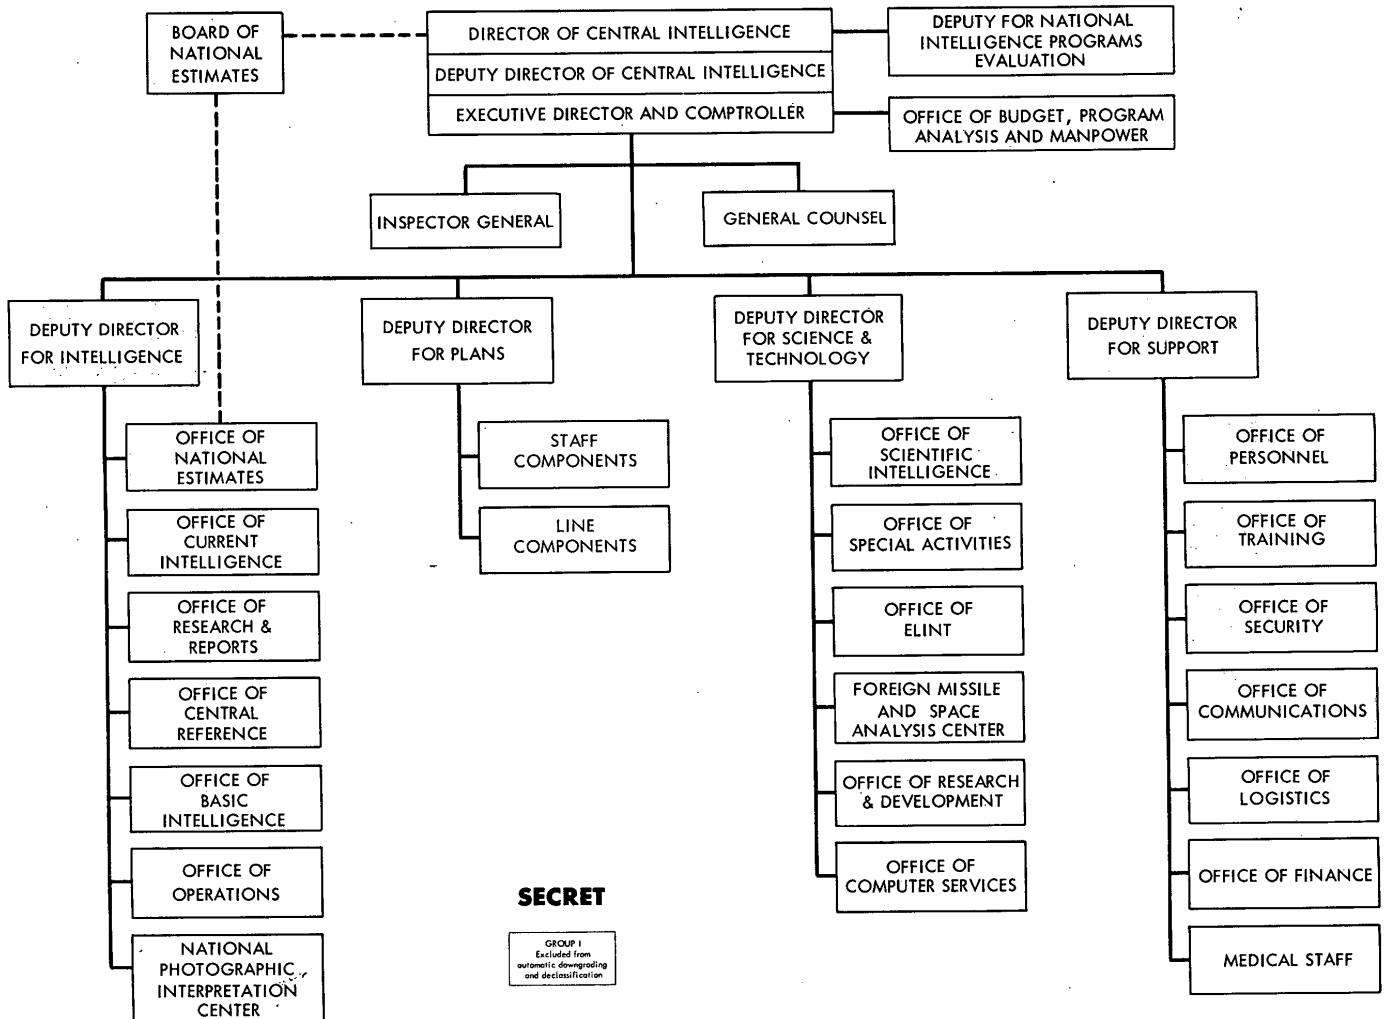 BOARD OF
NATIONAL
ESTIMATES
DIRECTOR OF CENTRAL INTELLIGENCE
DEPUTY DIRECTOR OF CENTRAL INTELLIGENCE
EXECUTIVE DIRECTOR AND COMPTROLLER
DEPUTY FOR NATIONAL
INTELLIGENCE PROGRAMS
EVALUATION
OFFICE OF BUDGET, PROGRAM
ANALYSIS AND MANPOWER
INSPECTOR GENERAL
GENERAL COUNSEL
DEPUTY DIRECTOR
FOR INTELLIGENCE
DEPUTY DIRECTOR
FOR PLANS
DEPUTY DIRECTOR
FOR SCIENCE &
TECHNOLOGY
DEPUTY DIRECTOR
FOR SUPPORT
OFFICE OF
NATIONAL
ESTIMATES
OFFICE OF
CURRENT
INTELLIGENCE
OFFICE OF
RESEARCH &
REPORTS
OFFICE OF
CENTRAL
REFERENCE
OFFICE OF
BASIC
INTELLIGENCE
OFFICE OF
OPERATIONS
NATIONAL
PHOTOGRAPHIC
INTERPRETATION
CENTER
STAFF
COMPONENTS
LINE
COMPONENTS
OFFICE OF
SCIENTIFIC
INTELLIGENCE
OFFICE OF
SPECIAL ACTIVITIES
OFFICE OF
ELINT
FOREIGN MISSILE
AND SPACE
ANALYSIS CENTER
OFFICE OF RESEARCH
& DEVELOPMENT
OFFICE OF
COMPUTER SERVICES
OFFICE OF
PERSONNEL
OFFICE OF
TRAINING
OFFICE OF
SECURITY
OFFICE OF
COMMUNICATIONS
OFFICE OF
LOGISTICS
OFFICE OF FINANCE
MEDICAL STAFF
SECRET
GROUP I
Excluded from
automatic downgrading
and declassification